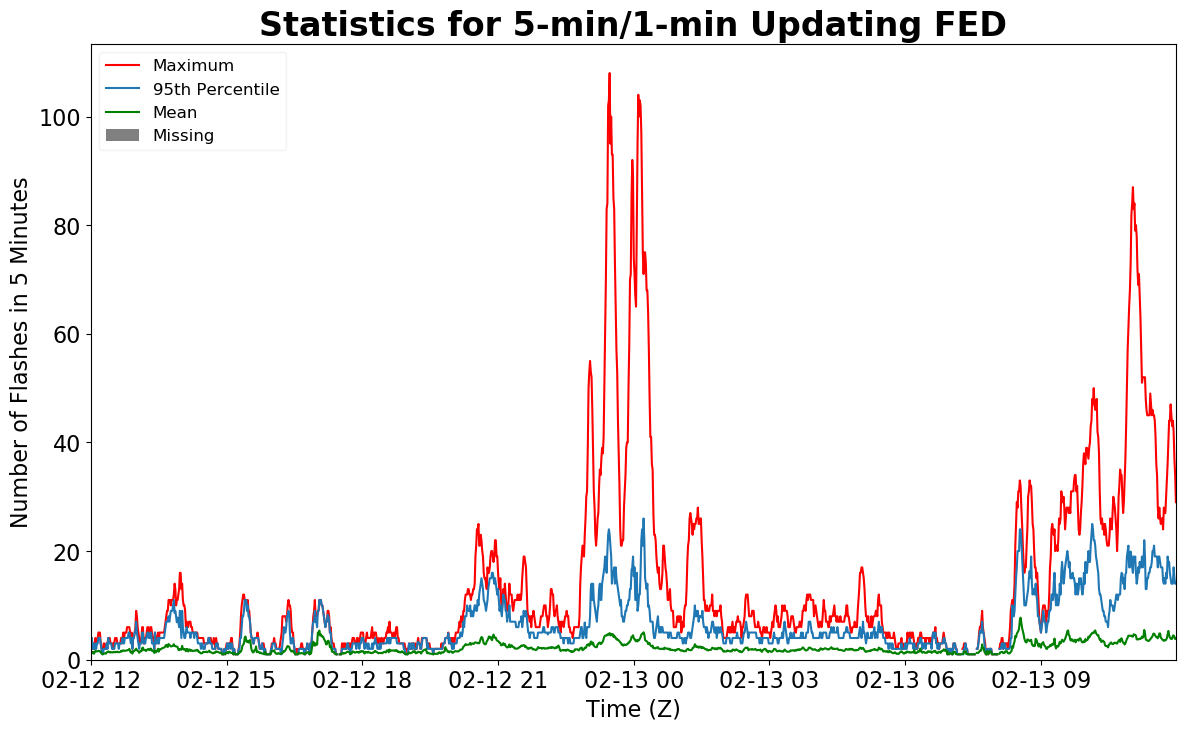 Statistics for 5-min/1-min Updating FED
Maximum
95th Percentile
Mean
Missing
Number of Flashes in 5 Minutes
100
80
60
40
20
0
02-12 12 02-12 15 02-12 18 02-12 21 02-13 00 02-13 03 02-13 06 02-13 09
Time (Z)